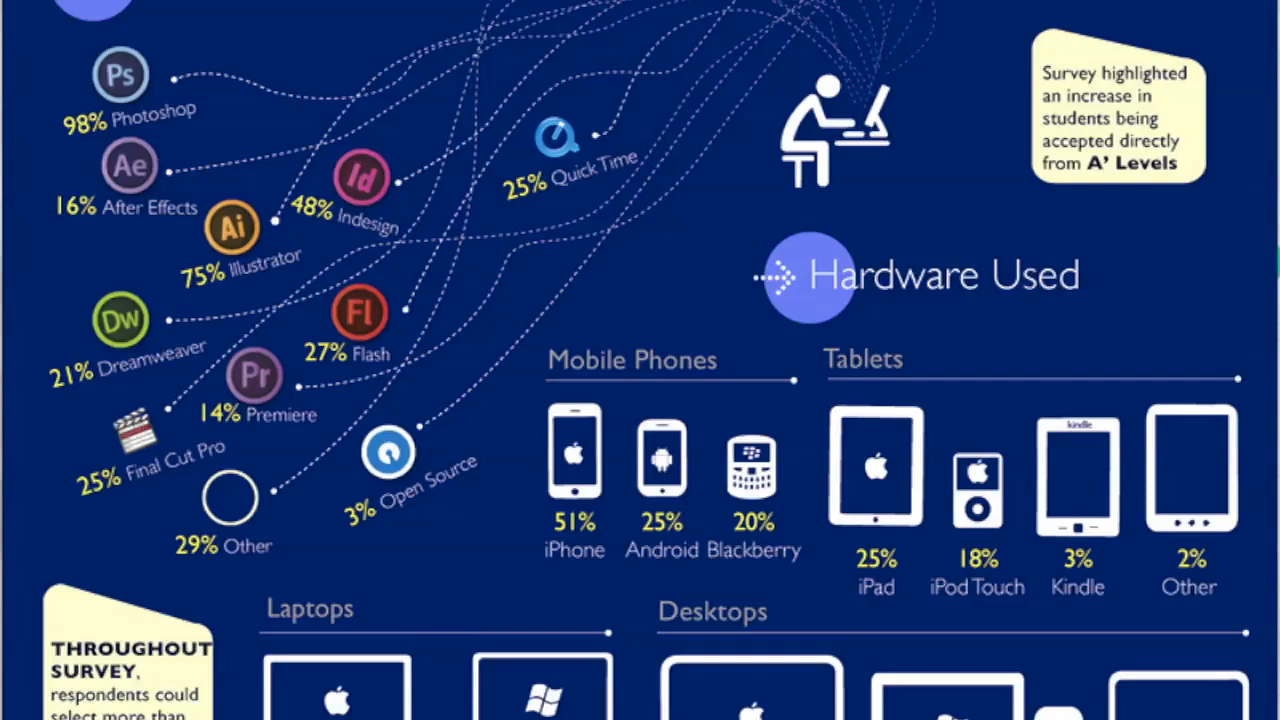 Ps
98% Photoshop
Ae
16% After Effects
Id
48% Indesign
Ai
75% Illustrator
25% Quick Time
Dw
21% Dreamweaver
Fl
27% Flash
Pr
14% Premiere
25% Final Cut Pro
3% Open Source
29% Other
Survey highlighted
an increase in
students being
accepted directly
from A' Levels
Hardware Used
Mobile Phones
51%
iPhone
25%
Android
20%
Blackberry
Tablets
25%
iPad
18%
iPod Touch
kindle
3%
Kindle
2%
Other
THROUGHOUT
SURVEY,
respondents could
select more than
Laptops
Desktops